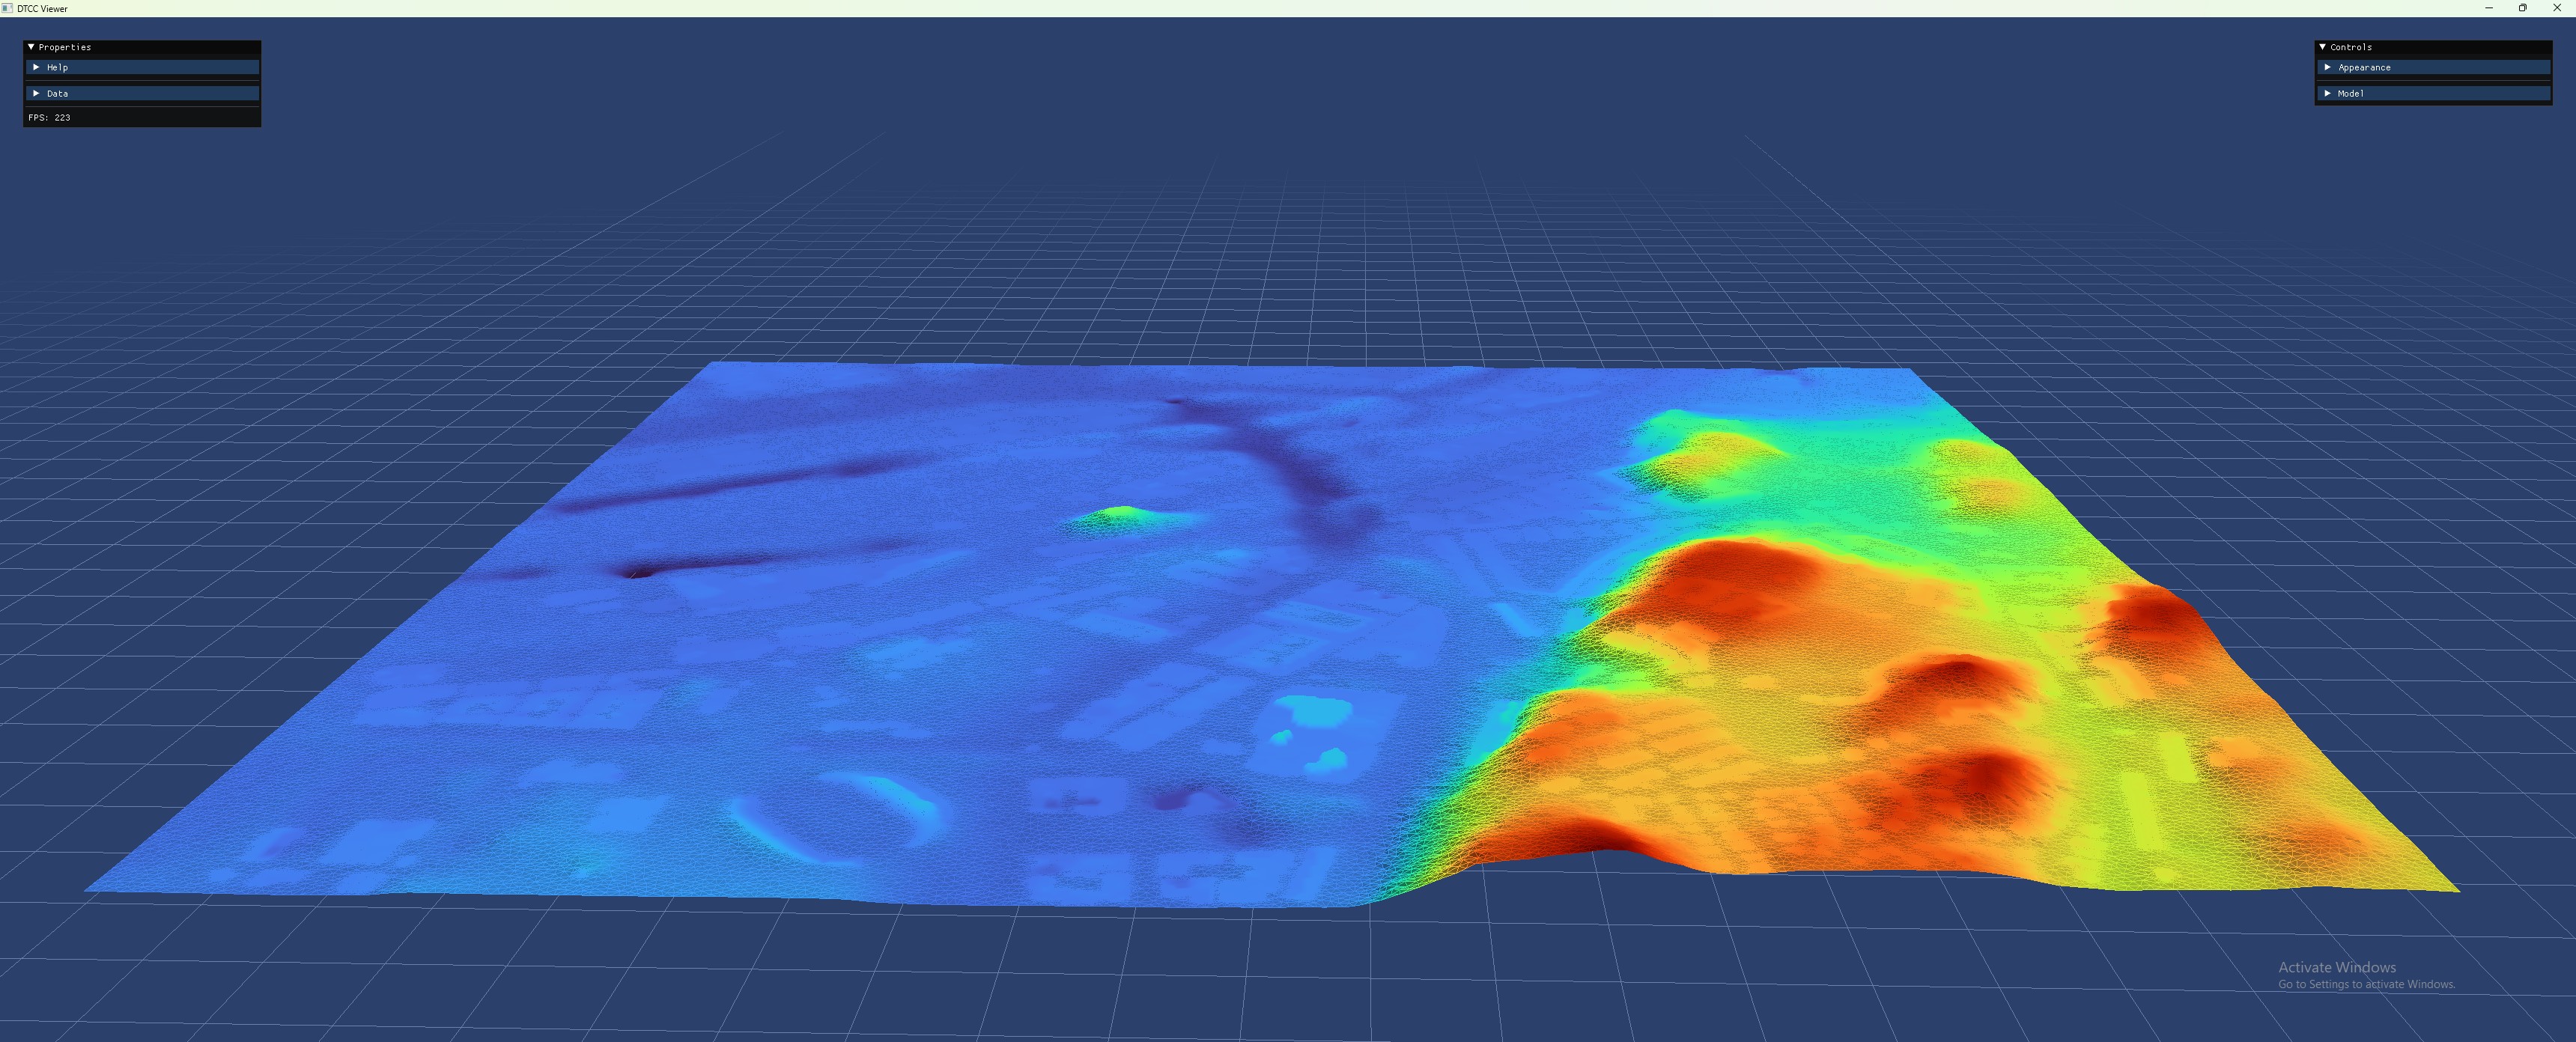 DTCC Viewer
Properties
Help
Data
FPS: 223
Controls
Appearance
Model
Activate Windows
Go to Settings to activate Windows.